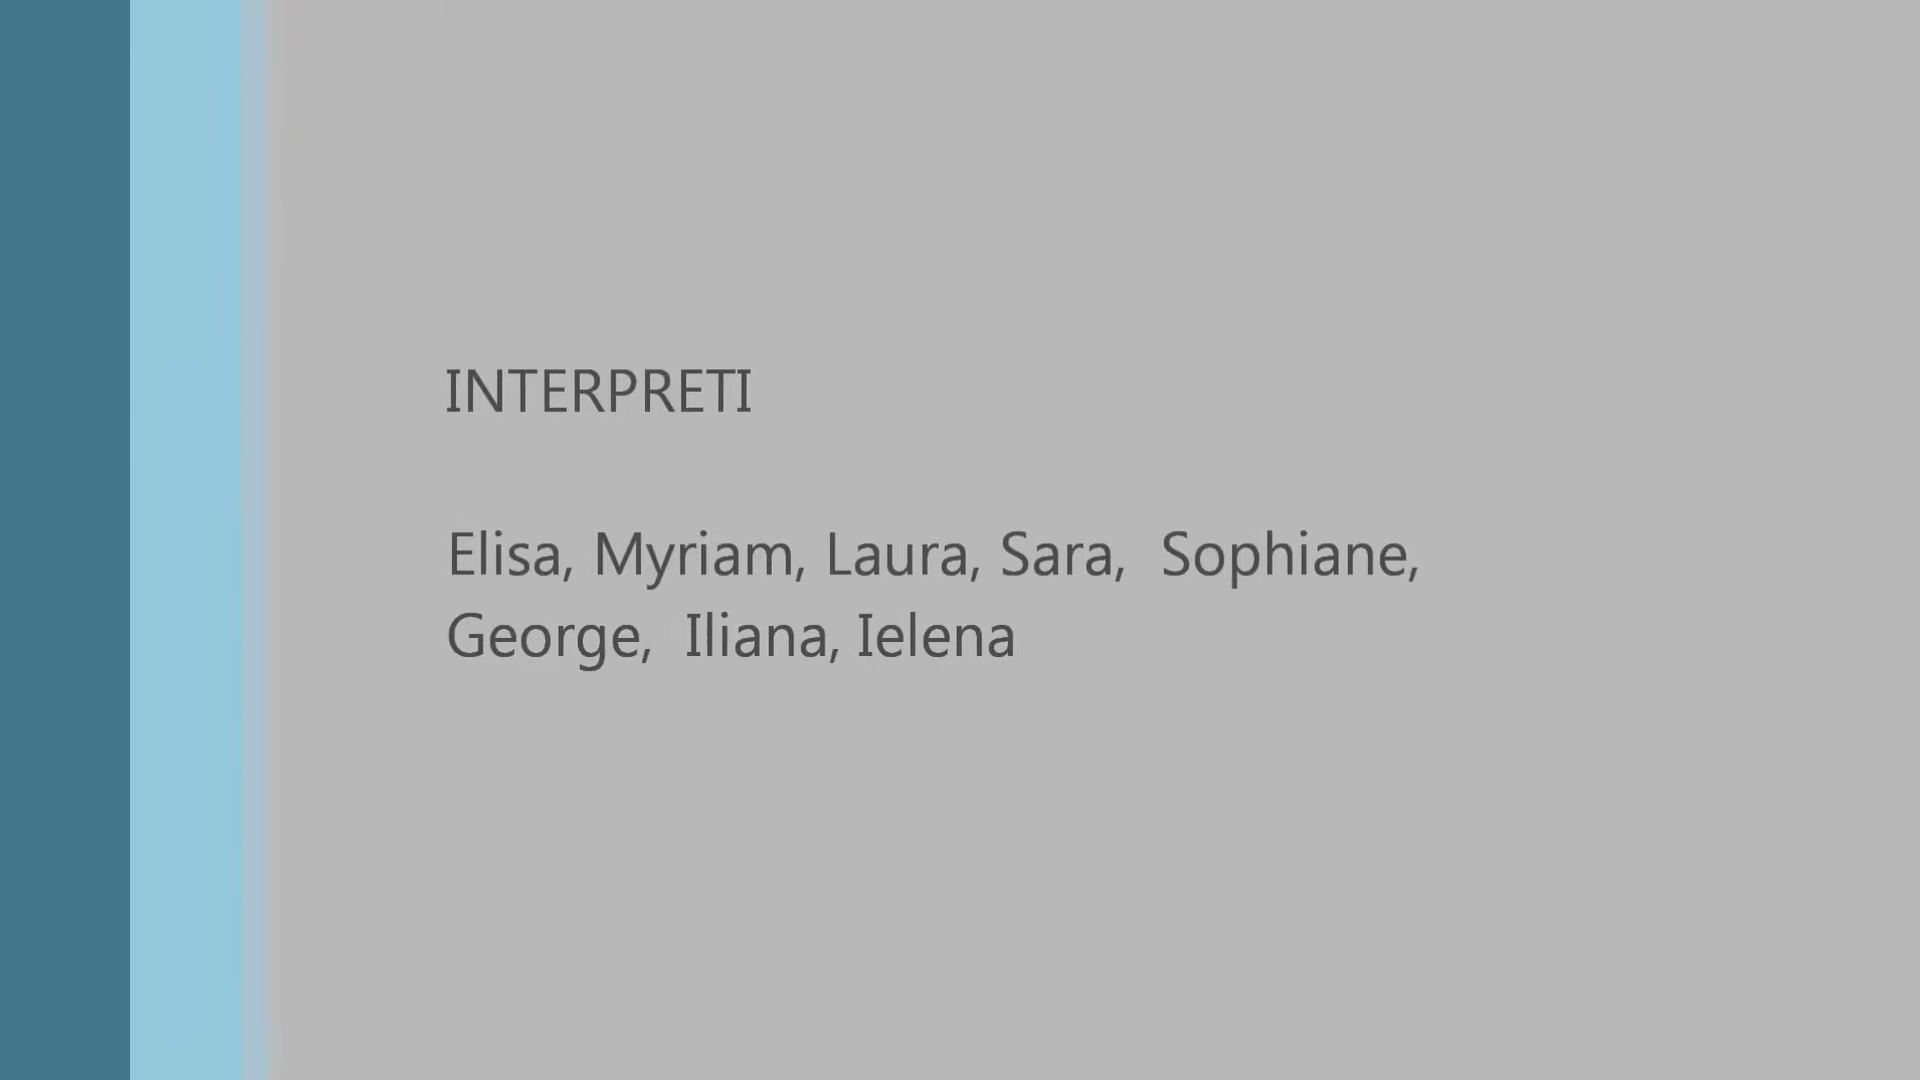 INTERPRETI
Elisa, Myriam, Laura, Sara,  Sophiane,
George,  Iliana, Ielena